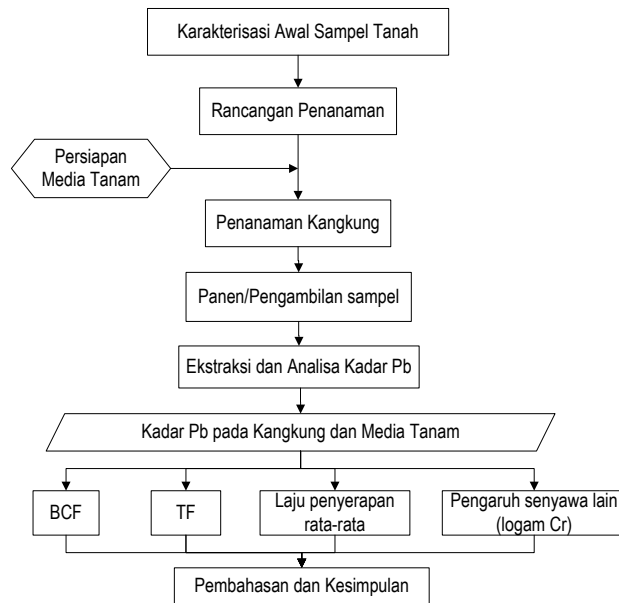 Karakterisasi Awal Sampel Tanah
Rancangan Penanaman
Persiapan
Media Tanam
Penanaman Kangkung
Panen/Pengambilan sampel
Ekstraksi dan Analisa Kadar Pb
Kadar Pb pada Kangkung dan Media Tanam
BCF
TF
Laju penyerapan
rata-rata
Pengaruh senyawa lain
(logam Cr)
Pembahasan dan Kesimpulan